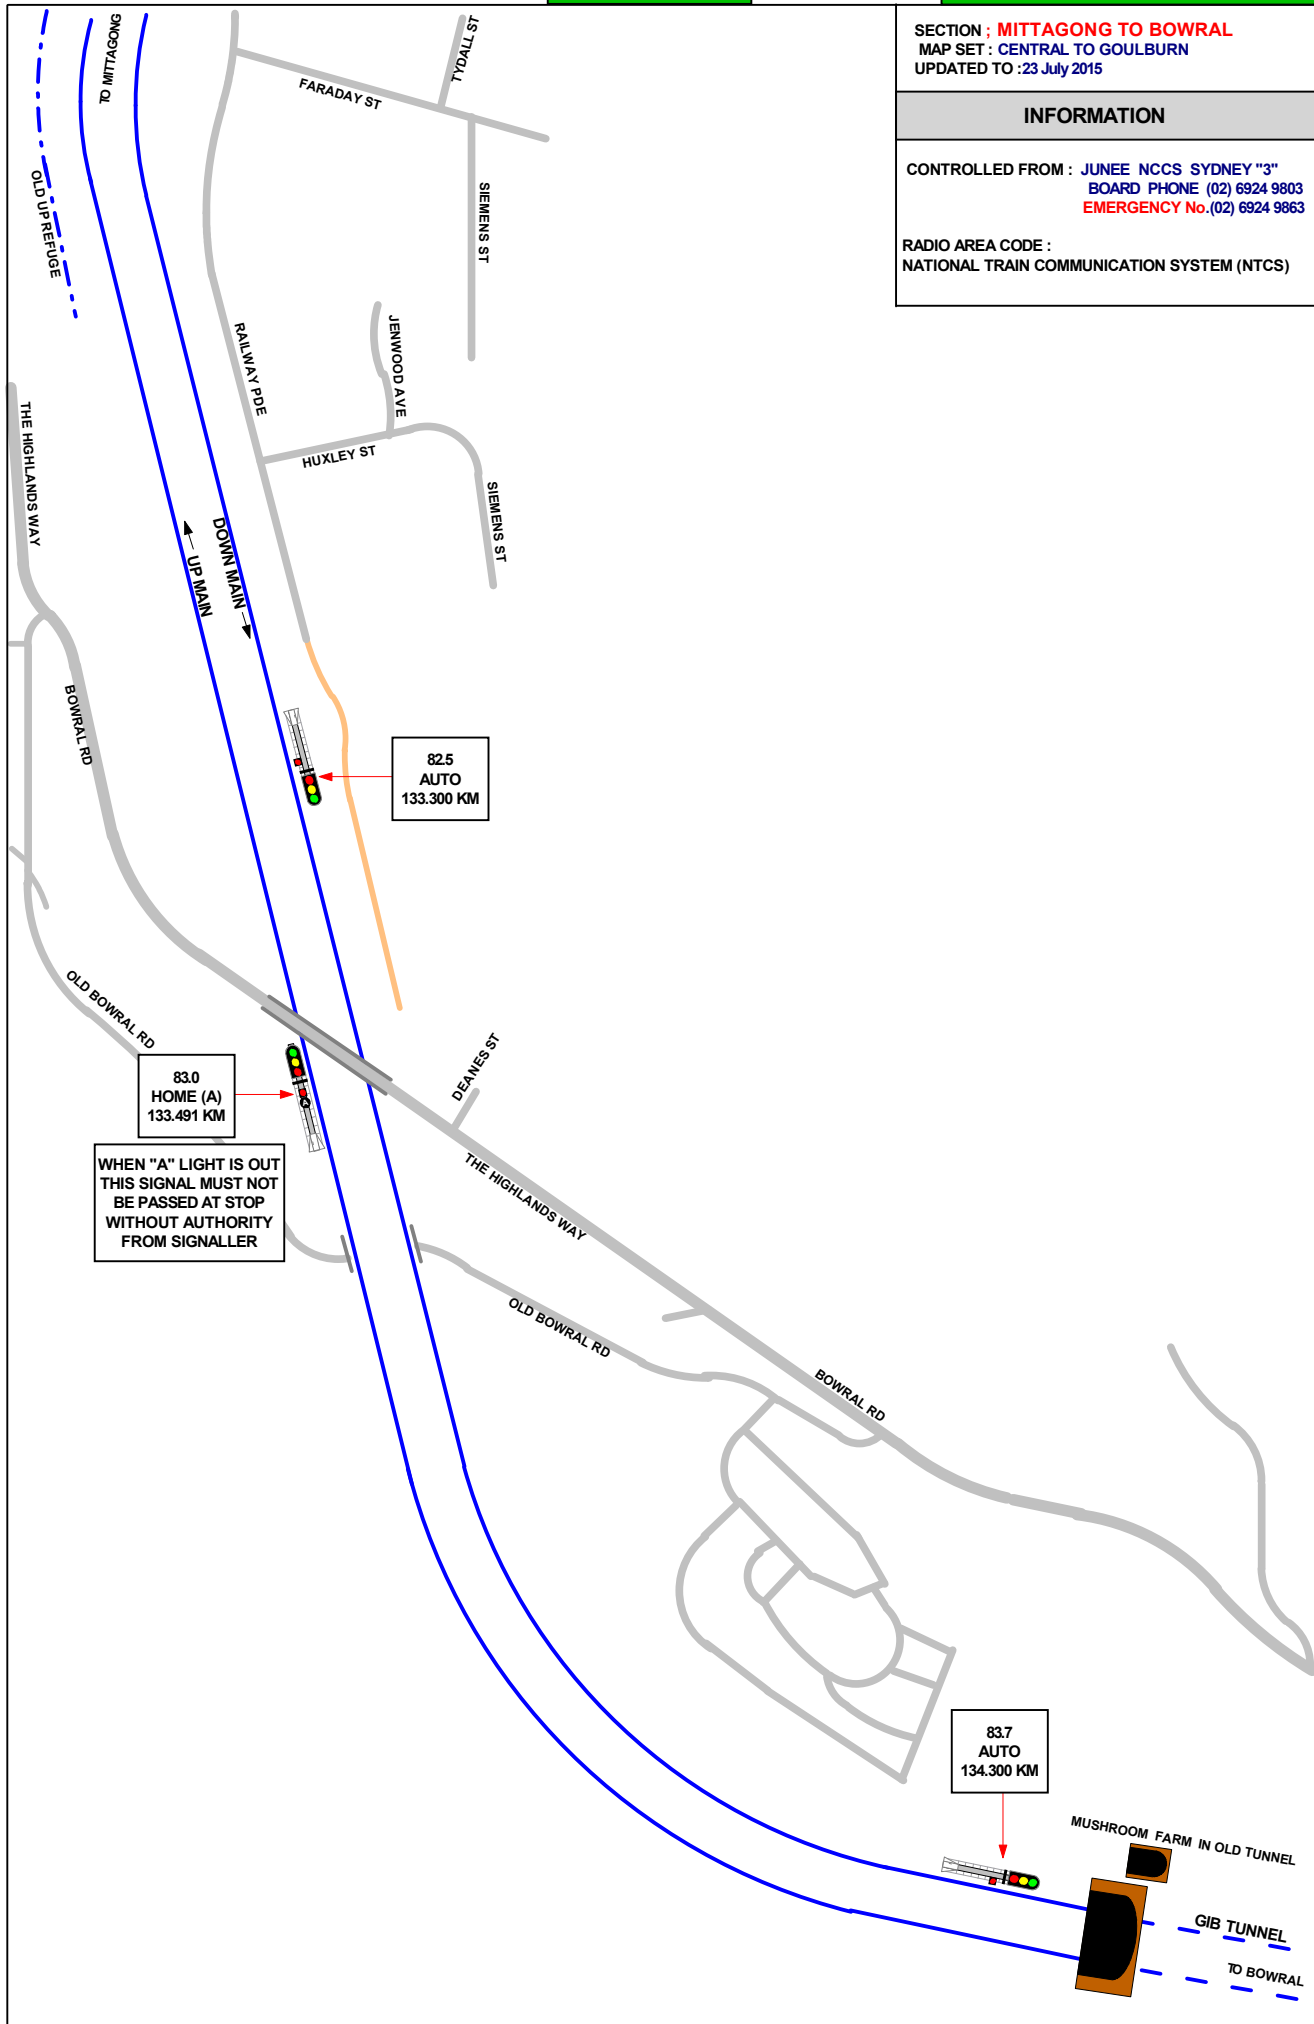 SECTION ; MITTAGONG TO BOWRAL
MAP SET : CENTRAL TO GOULBURN
UPDATED TO :23 July 2015
INFORMATION
CONTROLLED FROM : JUNEE NCCS SYDNEY "3"
BOARD PHONE (02) 6924 9803
EMERGENCY No.(02) 6924 9863
RADIO AREA CODE :
NATIONAL TRAIN COMMUNICATION SYSTEM (NTCS)
TO MITTAGONG
OLD UP REFUGE
TYDALL ST
FARADAY ST
SIEMENS ST
RAILWAY PDE
JENWOOD AVE
HUXLEY ST
SIEMENS ST
THE HIGHLANDS WAY
UP MAIN
DOWN MAIN
BOWRAL RD
82.5
AUTO
133.300 KM
OLD BOWRAL RD
83.0
HOME (A)
133.491 KM
A
WHEN "A" LIGHT IS OUT
THIS SIGNAL MUST NOT
BE PASSED AT STOP
WITHOUT AUTHORITY
FROM SIGNALLER
DEANES ST
THE HIGHLANDS WAY
OLD BOWRAL RD
BOWRAL RD
83.7
AUTO
134.300 KM
MUSHROOM FARM IN OLD TUNNEL
GIB TUNNEL
TO BOWRAL